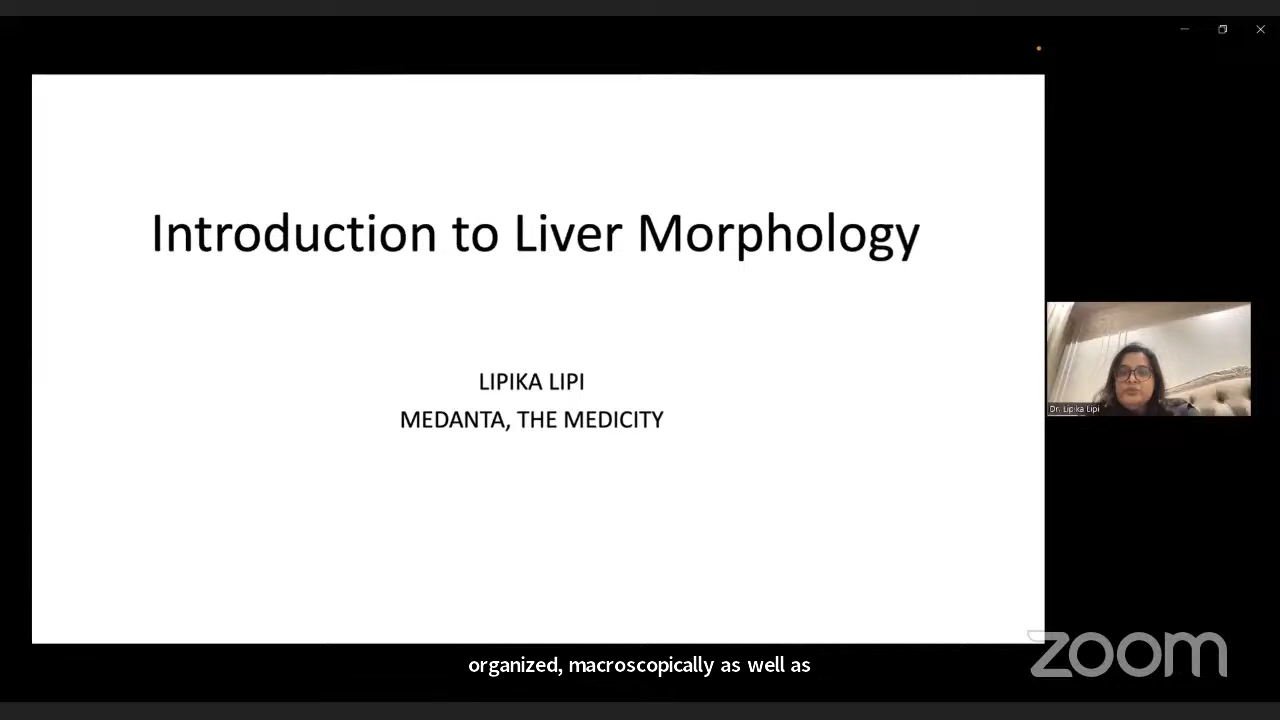 Introduction to Liver Morphology
LIPIKA LIPI
MEDANTA, THE MEDICITY
Dr. Lipika Lipi
organized, macroscopically as well as
zoom